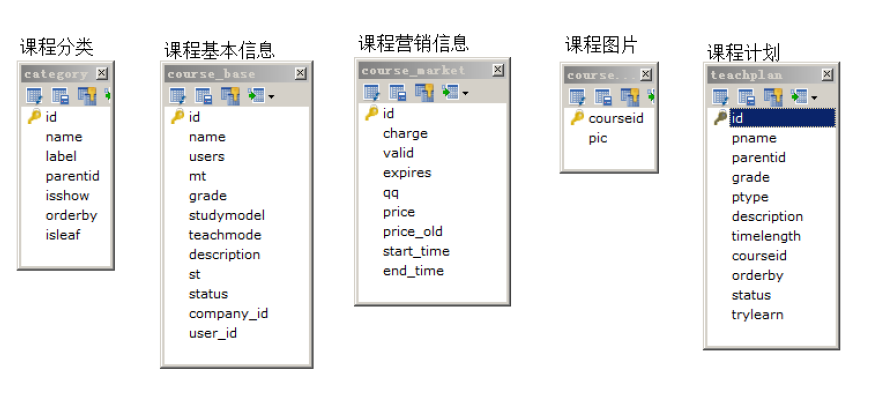 课程分类
category
id
name
label
parentid
isshow
orderby
isleaf
课程基本信息
course_base
id
name
users
mt
grade
studymodel
teachmode
description
st
status
company_id
user_id
课程营销信息
course_market
id
charge
valid
expires
qq
price
price_old
start_time
end_time
课程图片
course...
courseid
pic
课程计划
teachplan
id
pname
parentid
grade
ptype
description
timelength
courseid
orderby
status
trylearn